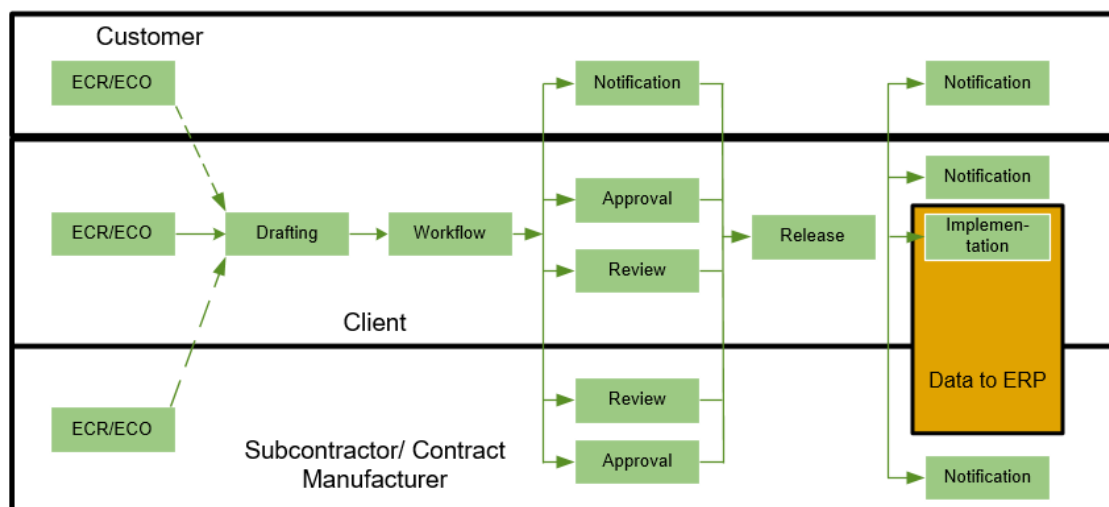 Customer
ECR/ECO
Notification
Notification
Notification
Approval
ECR/ECO
Drafting
Workflow
Release
Implemen-
tation
Review
Client
Data to ERP
Review
ECR/ECO
Subcontractor/ Contract
Manufacturer
Approval
Notification